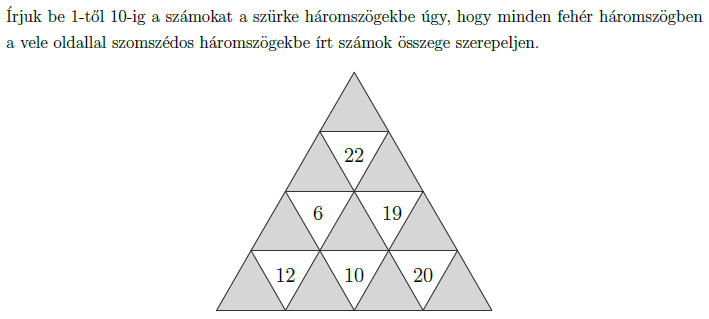 Írjuk be 1-től 10-ig a számokat a szürke háromszögekbe úgy, hogy minden fehér háromszögben
a vele oldallal szomszédos háromszögekbe írt számok összege szerepeljen.
22
6 19
12 10 20